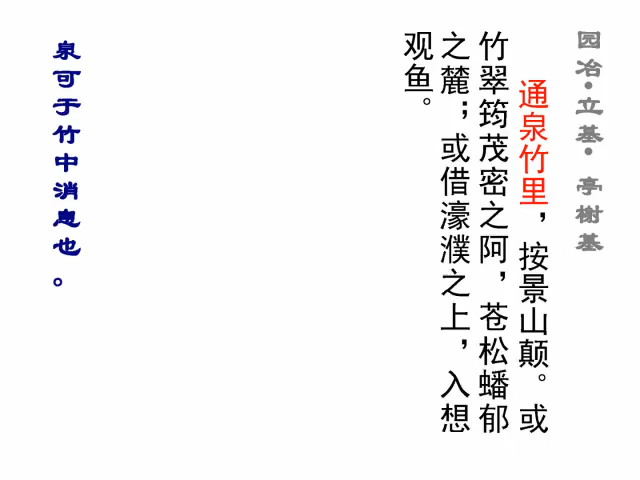 园冶·立基·亭榭基
通泉竹里，按景山颠。或
竹翠筠茂密之阿，苍松蟠郁
之麓；或借濠濮之上，入想
观鱼。
泉可于竹中消息也。